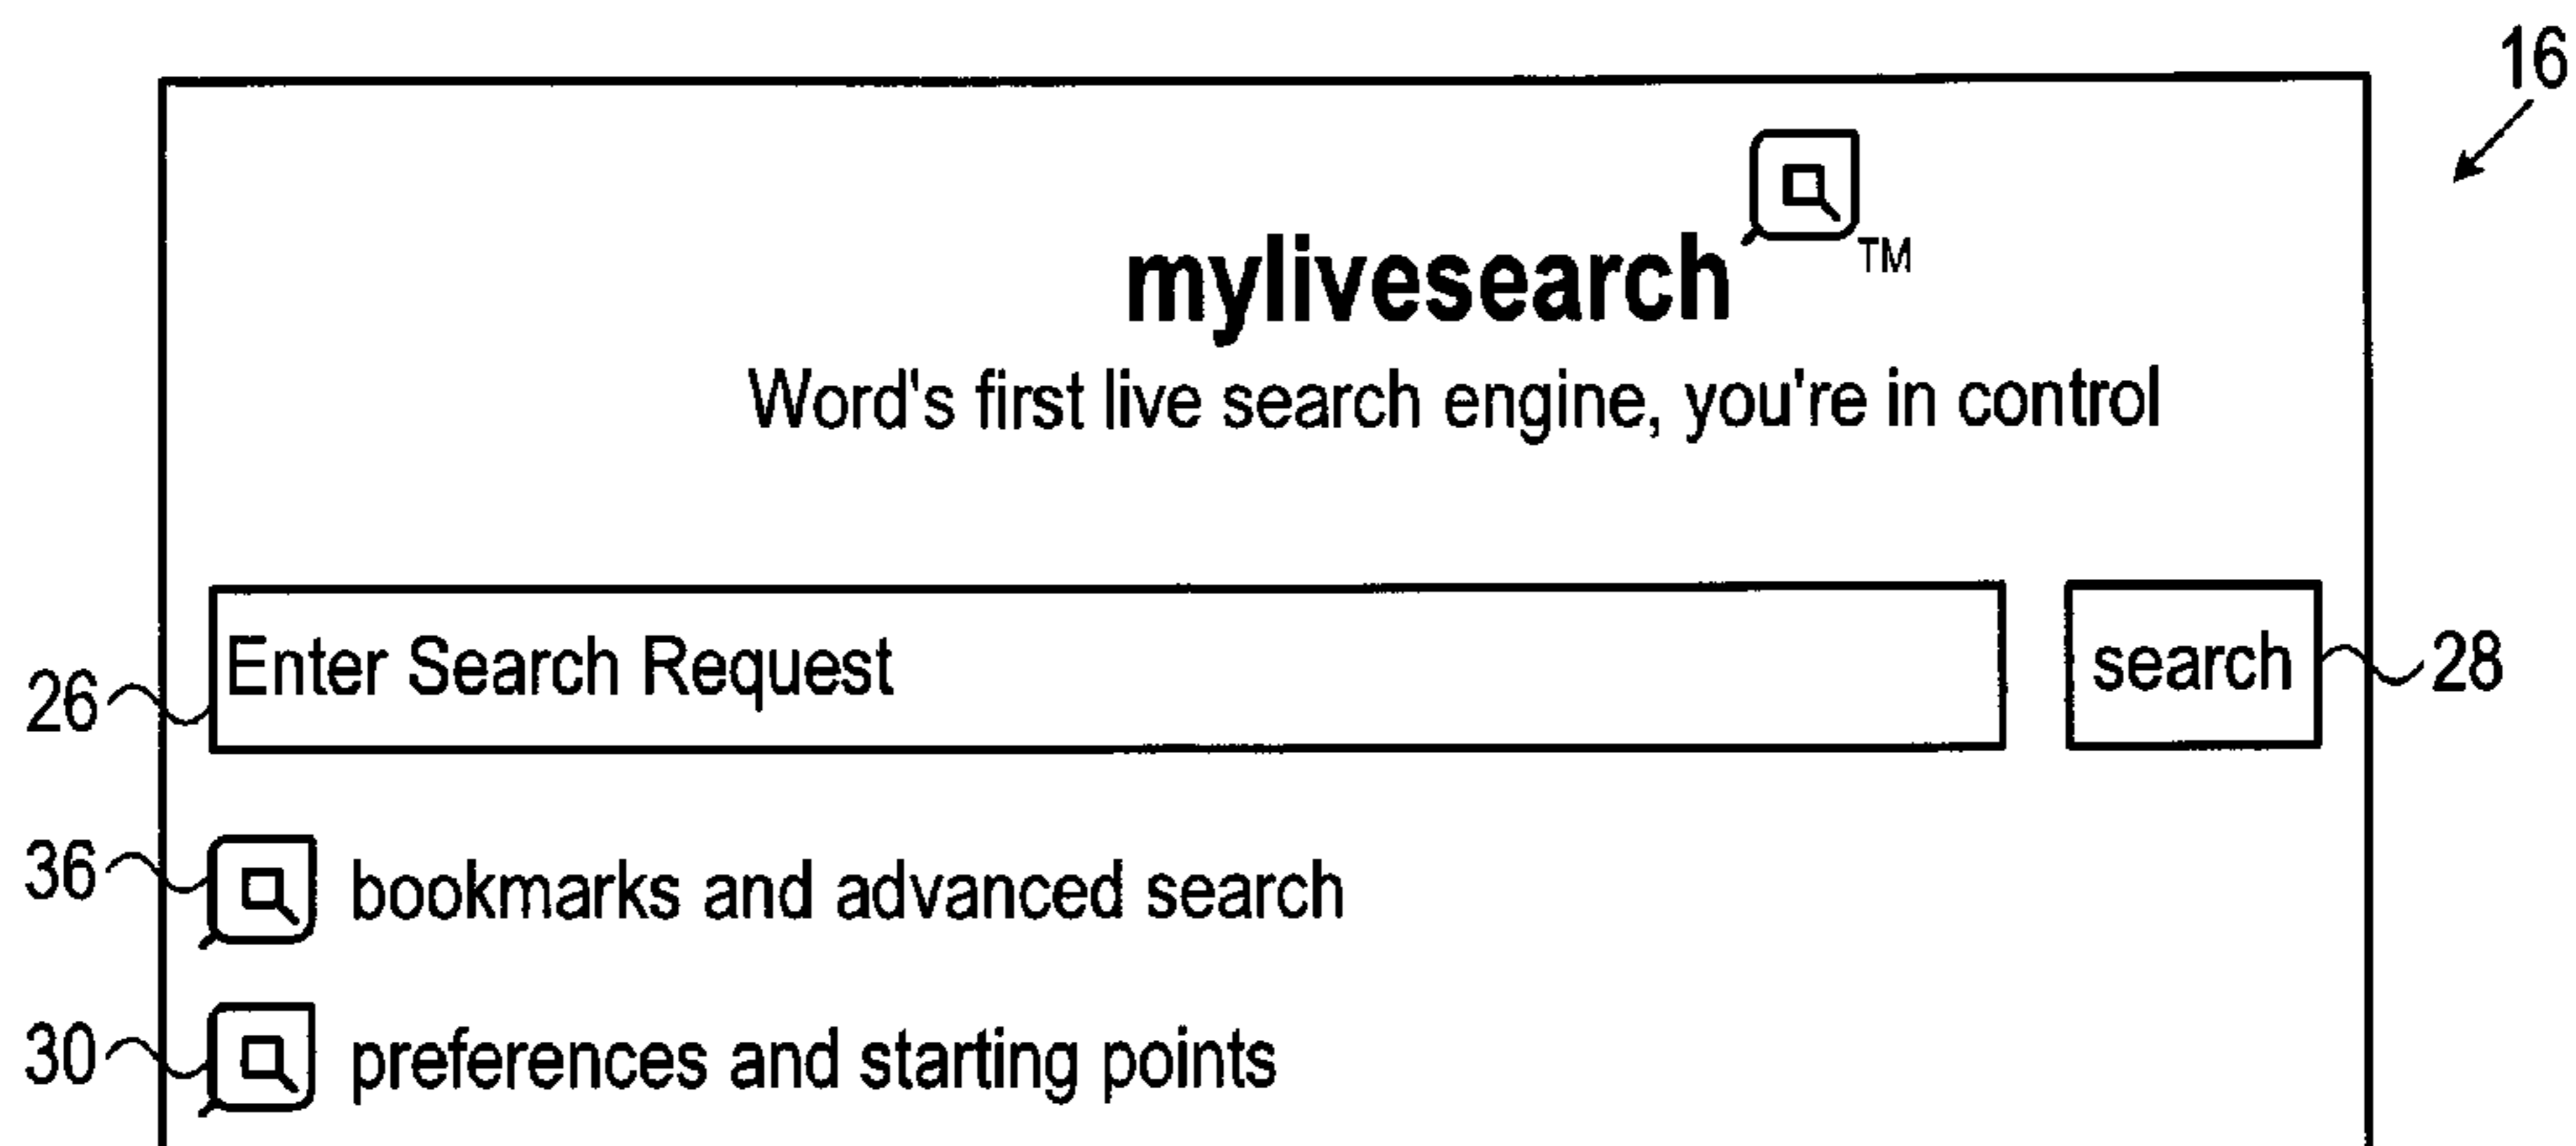 16
mylivesearch TM
Word's first live search engine, you're in control
26 Enter Search Request search 28
36 bookmarks and advanced search
30 preferences and starting points